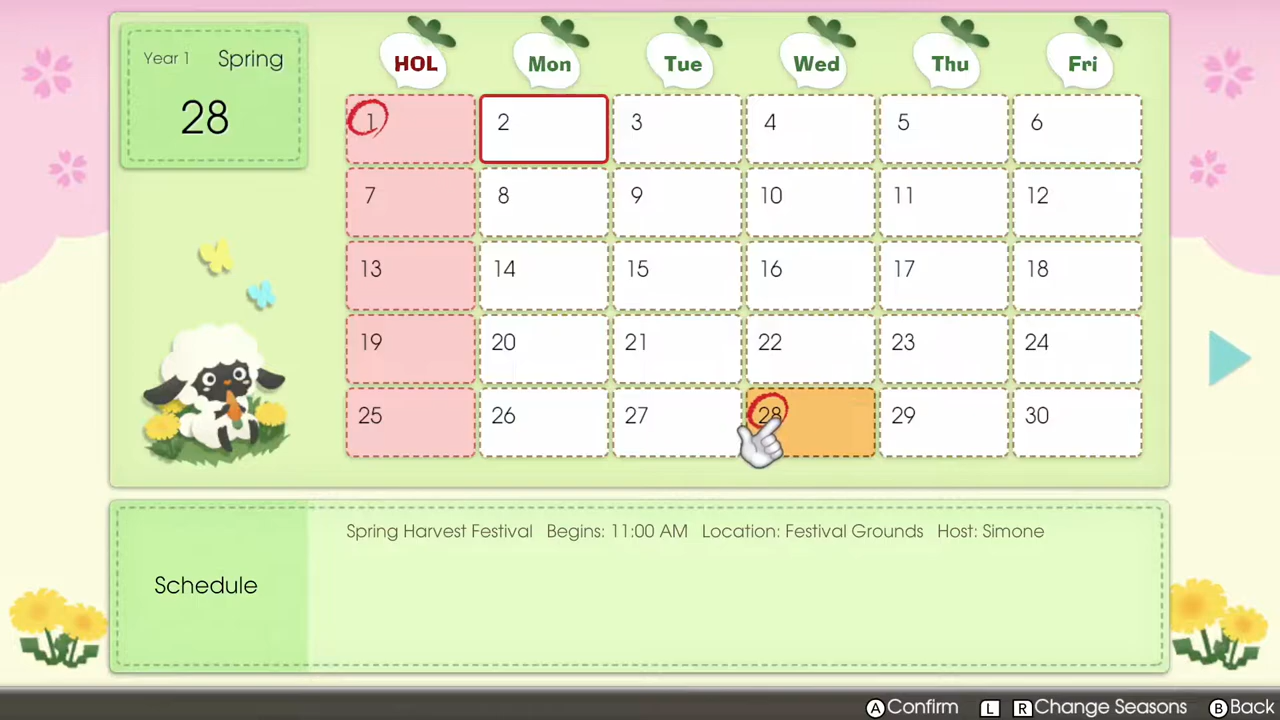 Year 1 Spring
28
HOL Mon Tue Wed Thu Fri
1 2 3 4 5 6
7 8 9 10 11 12
13 14 15 16 17 18
19 20 21 22 23 24
25 26 27 28 29 30
Spring Harvest Festival Begins: 11:00 AM Location: Festival Grounds Host: Simone
Schedule
A Confirm L R Change Seasons B Back